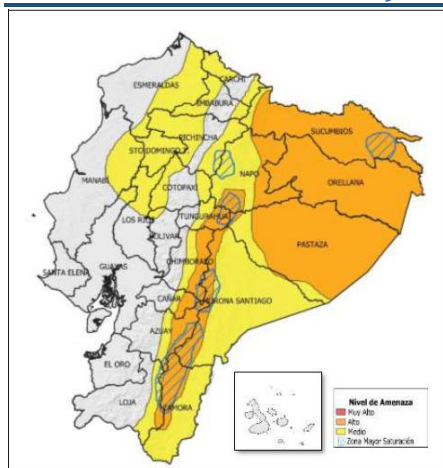 CARCHI
ESMERALDAS
IMBABURA
SUCUMBIOS
PICHINCHA
STO DOMINGO T.
NAPO
ORELLANA
MANABI
COTOPAXI
LOS RIOS
TUNGURAHUA
BOLIVAR
PASTAZA
CHIMBORAZO
GUAYAS
SANTA ELENA
CAÑAR
MORONA SANTIAGO
AZUAY
EL ORO
LOJA
ZAMORA
Nivel de Amenaza
Muy Alto
Alto
Medio
Zona Mayor Saturación